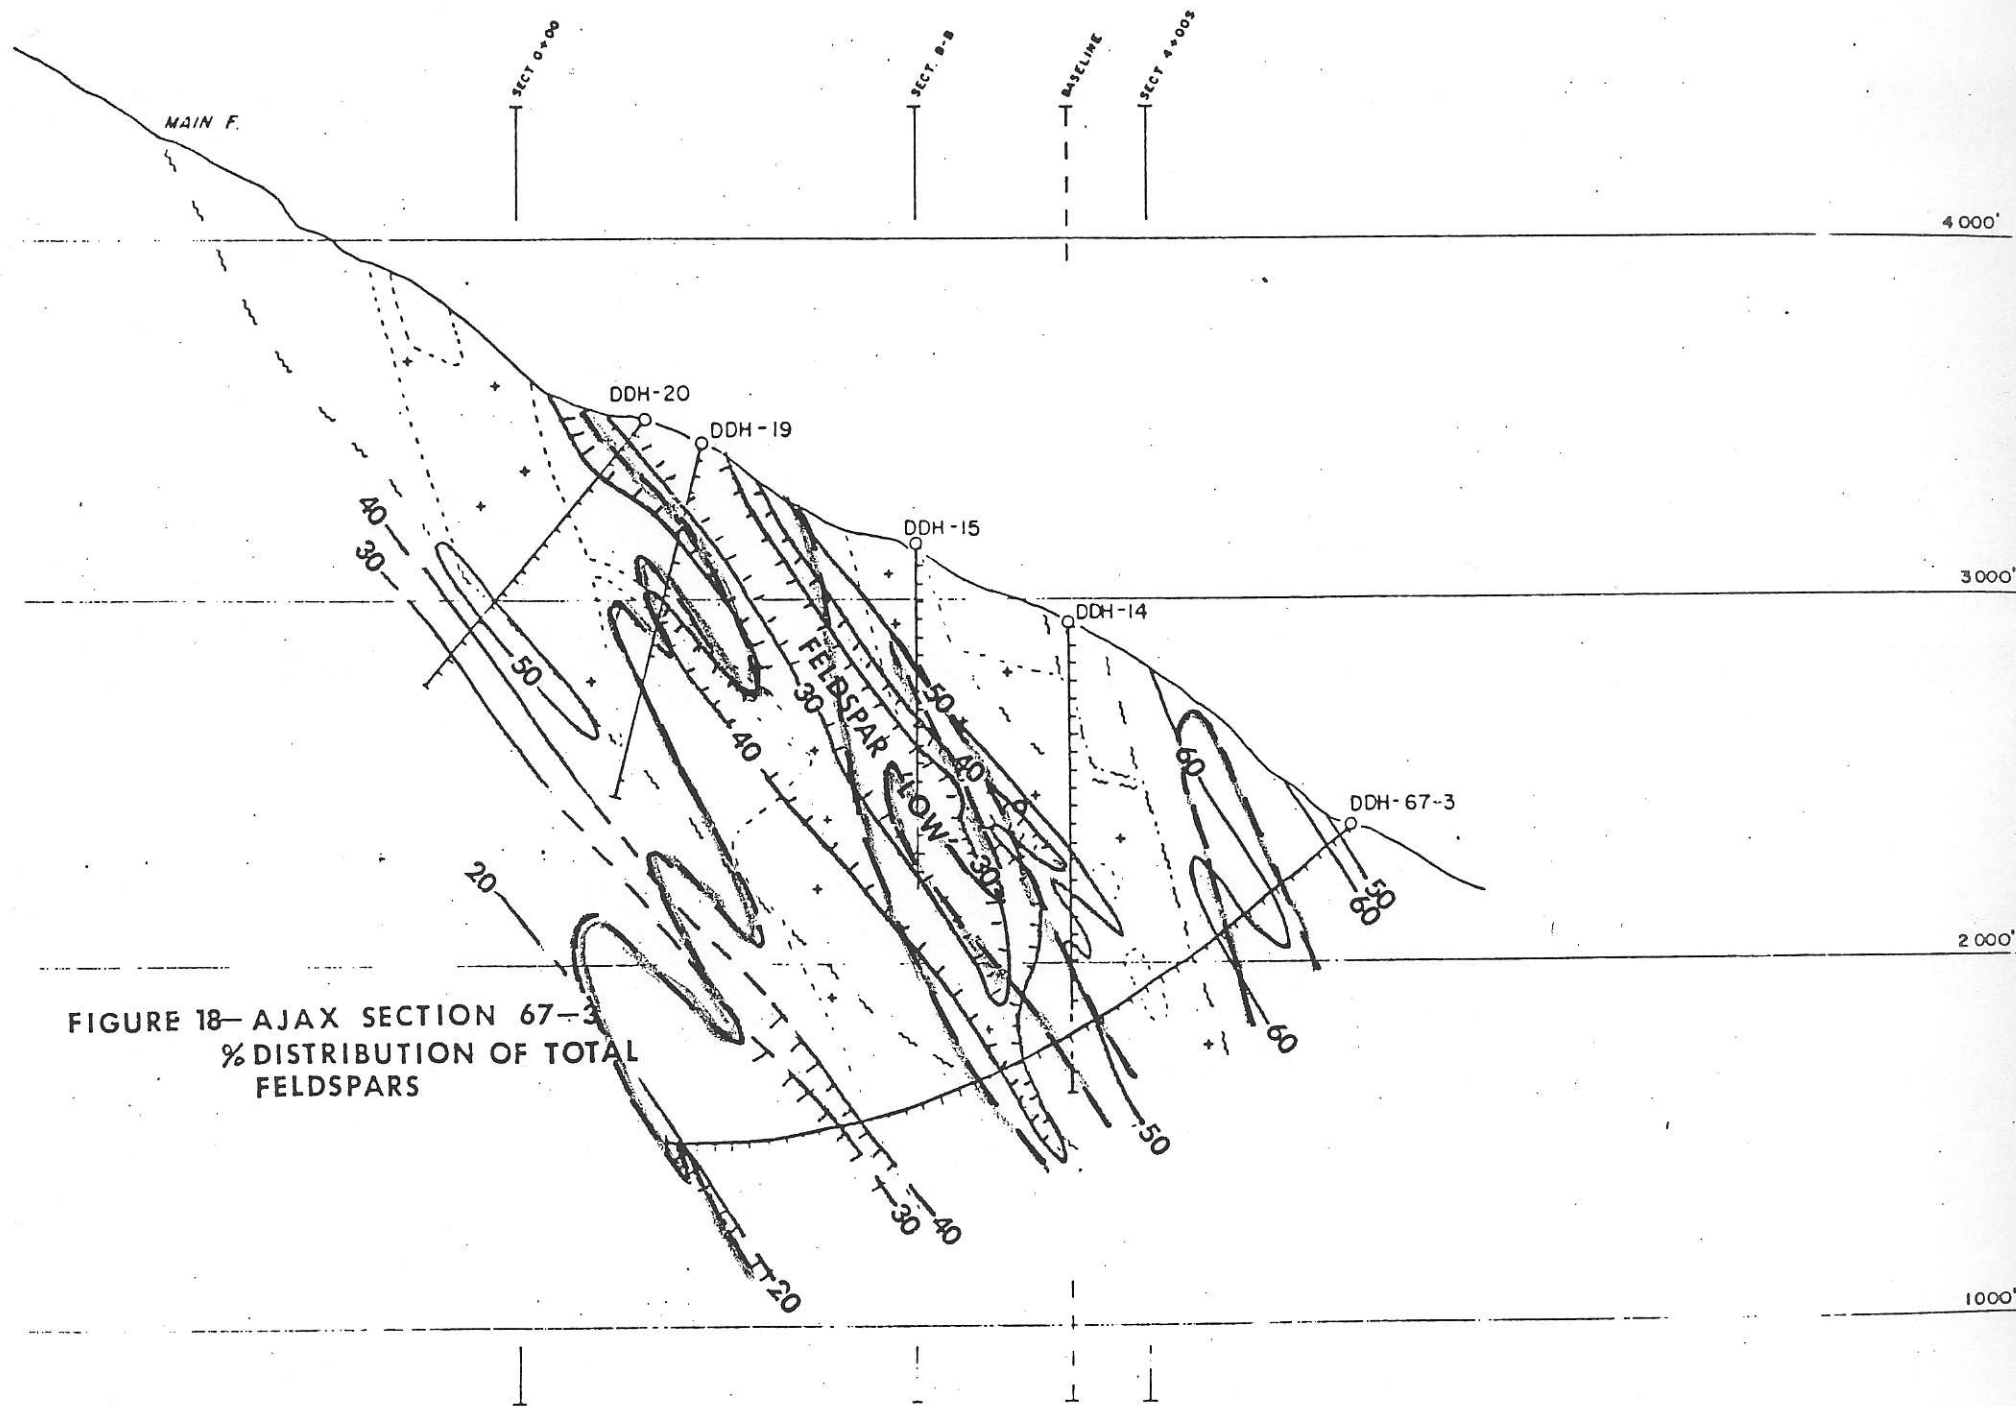 SECT 0+00
SECT. B-B
BASELINE
SECT 4+00S
MAIN F.
4000'
DDH-20
DDH-19
DDH-15
3000'
DDH-14
40
30
50
FELDSPAR LOW
30
50
40
40
60
DDH-67-3
30
50
60
20
2000'
FIGURE 18— AJAX SECTION 67—3
% DISTRIBUTION OF TOTAL
FELDSPARS
60
50
30
40
20
1000'